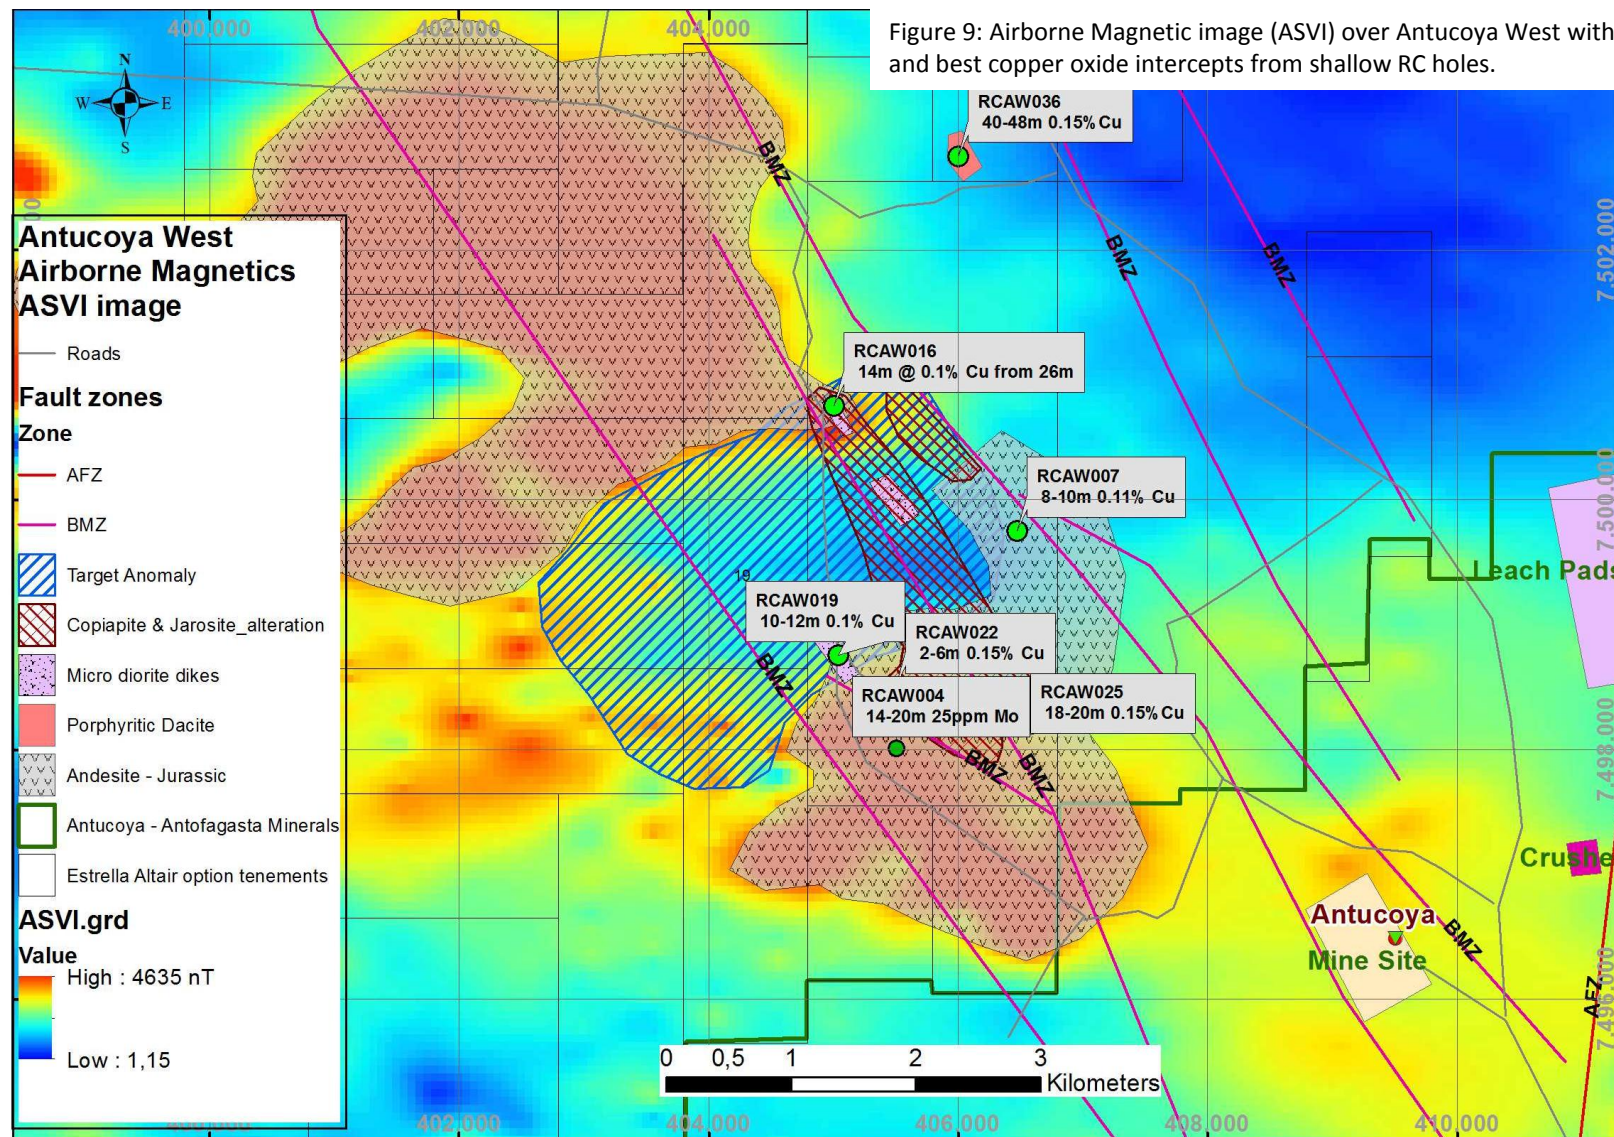 Figure 9: Airborne Magnetic image (ASVI) over Antucoya West with
and best copper oxide intercepts from shallow RC holes.
400.000
402.000
404.000
N
W
E
S
RCAW036
40-48m 0.15% Cu
BMZ
BMZ
BMZ
7.502.000
Antucoya West
Airborne Magnetics
ASVI image
Roads
Fault zones
Zone
AFZ
BMZ
Target Anomaly
Copiapite & Jarosite_alteration
Micro diorite dikes
Porphyritic Dacite
Andesite - Jurassic
Antucoya - Antofagasta Minerals
Estrella Altair option tenements
ASVI.grd
Value
High : 4635 nT
Low : 1,15
RCAW016
14m @ 0.1% Cu from 26m
RCAW007
8-10m 0.11% Cu
7.500.000
Leach Pads
19
RCAW019
10-12m 0.1% Cu
RCAW022
2-6m 0.15% Cu
BMZ
RCAW004
14-20m 25ppm Mo
RCAW025
18-20m 0.15% Cu
BMZ
BMZ
7.498.000
Crushe
Antucoya
Mine Site
BMZ
AFZ
7.496.000
0 0,5 1 2 3
Kilometers
400.000
402.000
404.000
406.000
408.000
410.000